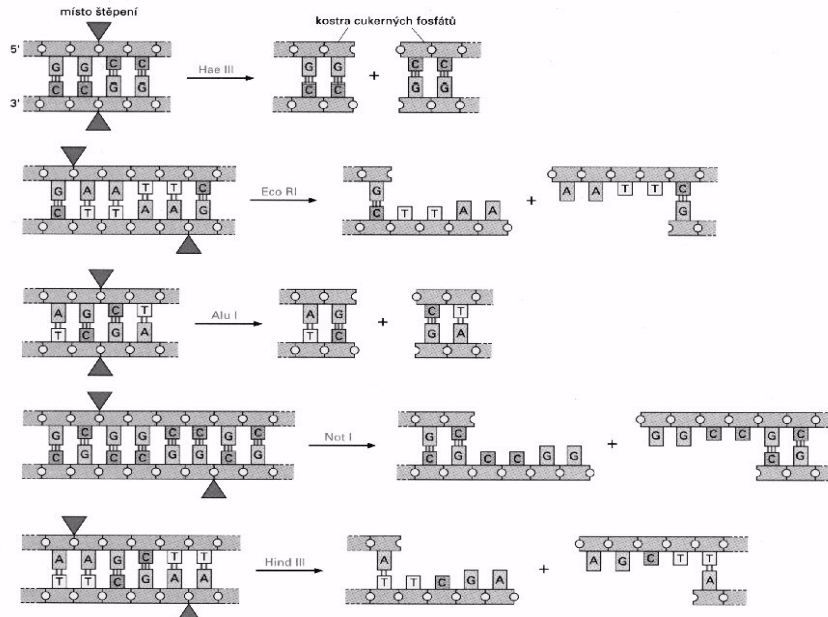 místo štěpení
kostra cukerných fosfátů
5'
G G C C
C C G G
3'
Hae III
G G
C C
+
C C
G G
G A A T T C
C T T A A G
Eco RI
G
C T T A A
+
A A T T C
G
A G C T
T C G A
Alu I
A G
T C
+
C T
G A
G C G G C C G C
C G C C G G C G
Not I
G C
C G C C G G
+
G G C C G C
C G
A A G C T T
T T C G A A
Hind III
A
T T C G A
+
A G C T T
A